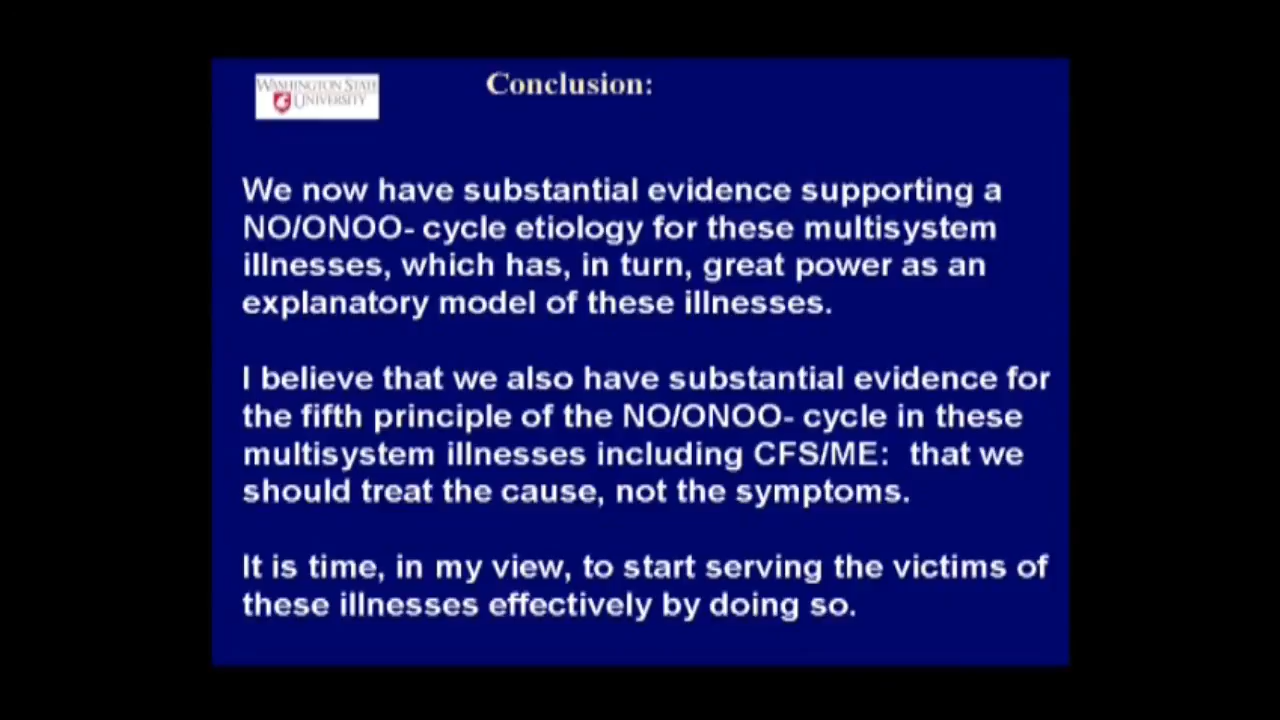 WASHINGTON STATE
UNIVERSITY
Conclusion:
We now have substantial evidence supporting a
NO/ONOO- cycle etiology for these multisystem
illnesses, which has, in turn, great power as an
explanatory model of these illnesses.
I believe that we also have substantial evidence for
the fifth principle of the NO/ONOO- cycle in these
multisystem illnesses including CFS/ME:  that we
should treat the cause, not the symptoms.
It is time, in my view, to start serving the victims of
these illnesses effectively by doing so.